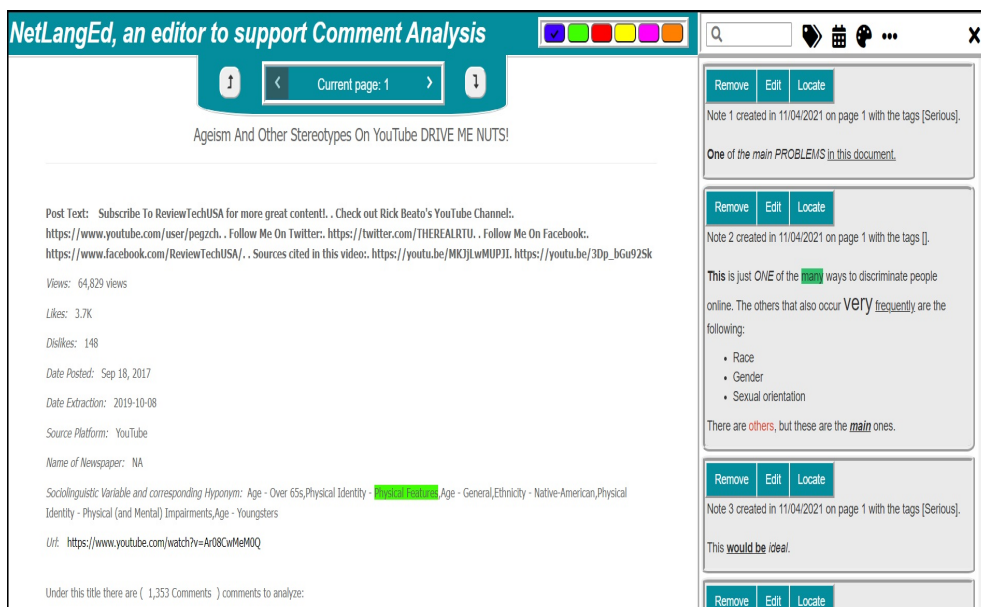 NetLangEd, an editor to support Comment Analysis
Current page: 1
Ageism And Other Stereotypes On YouTube DRIVE ME NUTS!
Post Text: Subscribe To ReviewTechUSA for more great content!. . Check out Rick Beato's YouTube Channel:.
https://www.youtube.com/user/pegzch. . Follow Me On Twitter:. https://twitter.com/THEREALRTU. . Follow Me On Facebook:.
https://www.facebook.com/ReviewTechUSA/. . Sources cited in this video:. https://youtu.be/MKJjLwMUPJI. https://youtu.be/3Dp_bGu92Sk
Views: 64,829 views
Likes: 3.7K
Dislikes: 148
Date Posted: Sep 18, 2017
Date Extraction: 2019-10-08
Source Platform: YouTube
Name of Newspaper: NA
Sociolinguistic Variable and corresponding Hyponym: Age - Over 65s,Physical Identity - Physical Features,Age - General,Ethnicity - Native-American,Physical
Identity - Physical (and Mental) Impairments,Age - Youngsters
Url: https://www.youtube.com/watch?v=Ar08CwMeM0Q
Under this title there are ( 1,353 Comments ) comments to analyze:
Remove Edit Locate
Note 1 created in 11/04/2021 on page 1 with the tags [Serious].
One of the main PROBLEMS in this document.
Remove Edit Locate
Note 2 created in 11/04/2021 on page 1 with the tags [].
This is just ONE of the many ways to discriminate people
online. The others that also occur very frequently are the
following:
• Race
• Gender
• Sexual orientation
There are others, but these are the main ones.
Remove Edit Locate
Note 3 created in 11/04/2021 on page 1 with the tags [Serious].
This would be ideal.
Remove Edit Locate